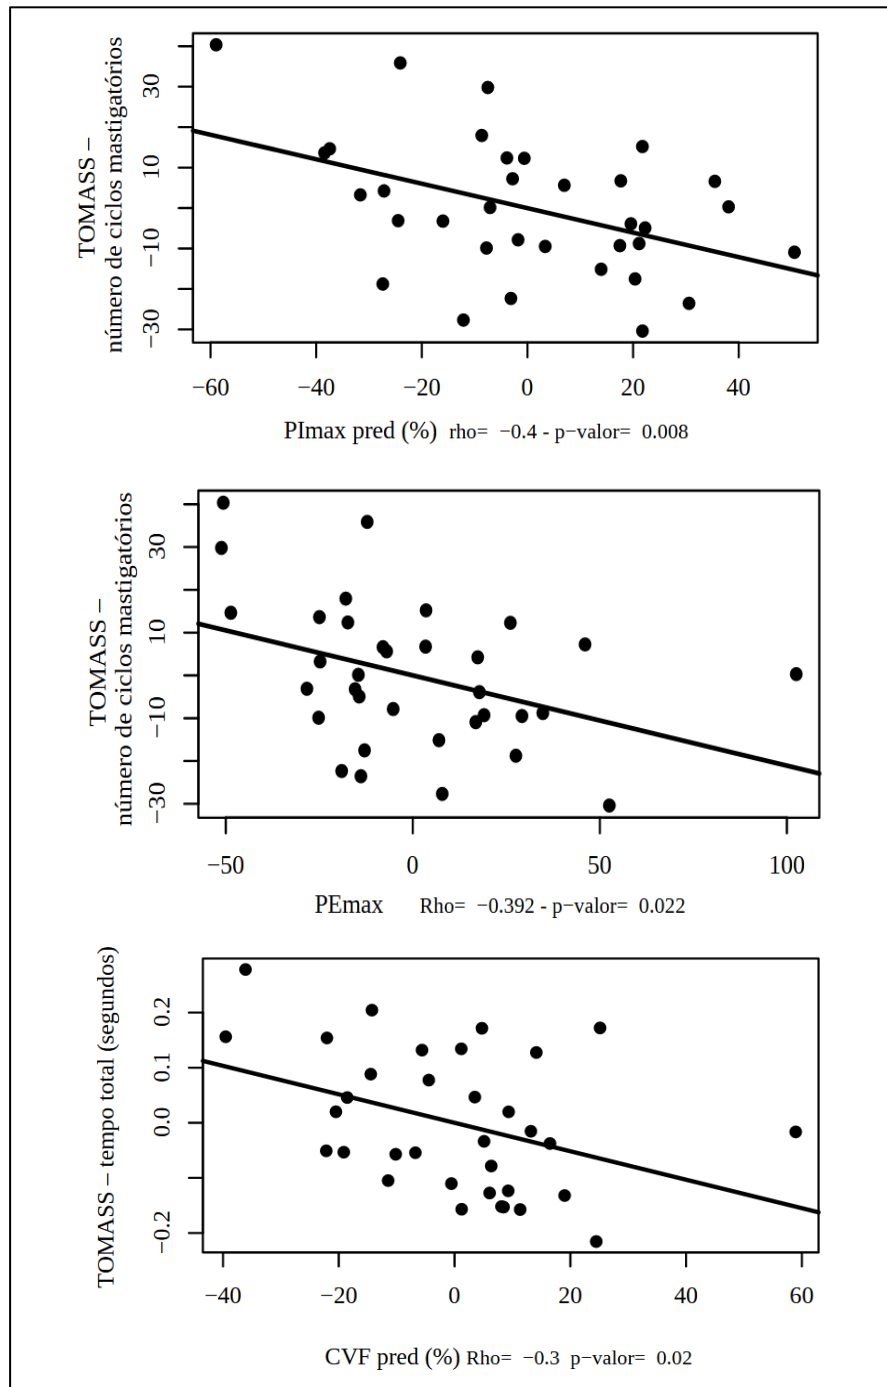 TOMASS −
número de ciclos mastigatórios
30
10
−10
−30
−60 −40 −20 0 20 40
PImax pred (%) rho= −0.4 - p−valor= 0.008
TOMASS −
número de ciclos mastigatórios
30
10
−10
−30
−50 0 50 100
PEmax Rho= −0.392 - p−valor= 0.022
TOMASS − tempo total (segundos)
0.2
0.1
0.0
−0.2
−40 −20 0 20 40 60
CVF pred (%) Rho= −0.3 p−valor= 0.02